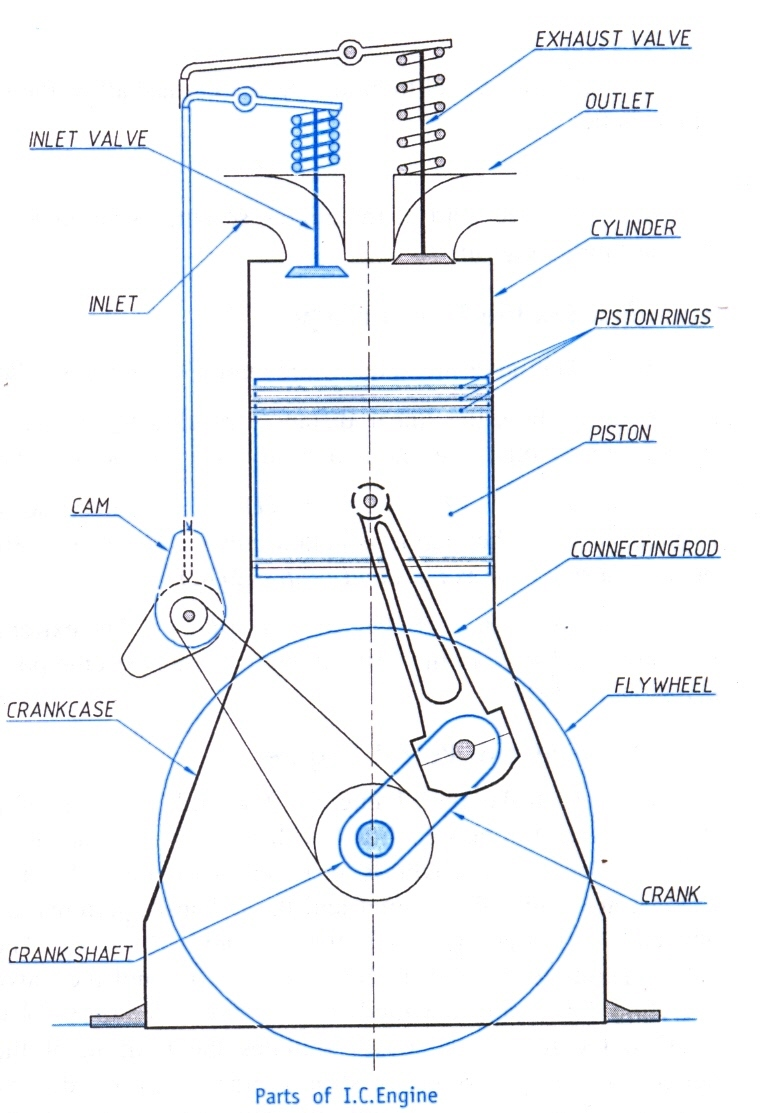 EXHAUST VALVE
OUTLET
INLET VALVE
CYLINDER
INLET
PISTON RINGS
PISTON
CAM
CONNECTING ROD
FLYWHEEL
CRANKCASE
CRANK
CRANK SHAFT
Parts of I.C.Engine